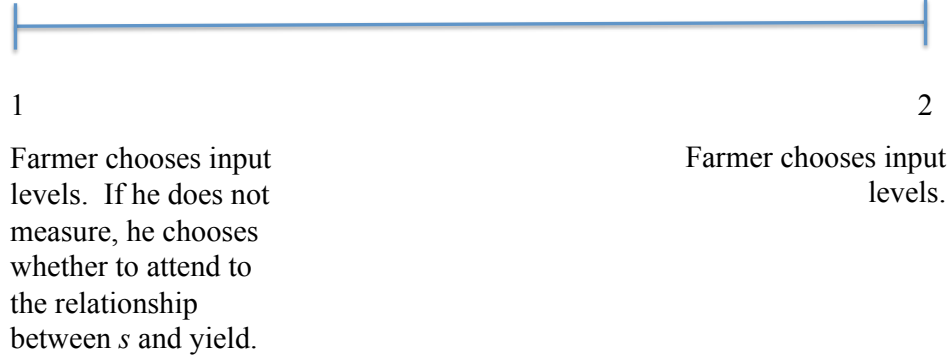 1
2
Farmer chooses input
levels. If he does not
measure, he chooses
whether to attend to
the relationship
between s and yield.
Farmer chooses input
levels.